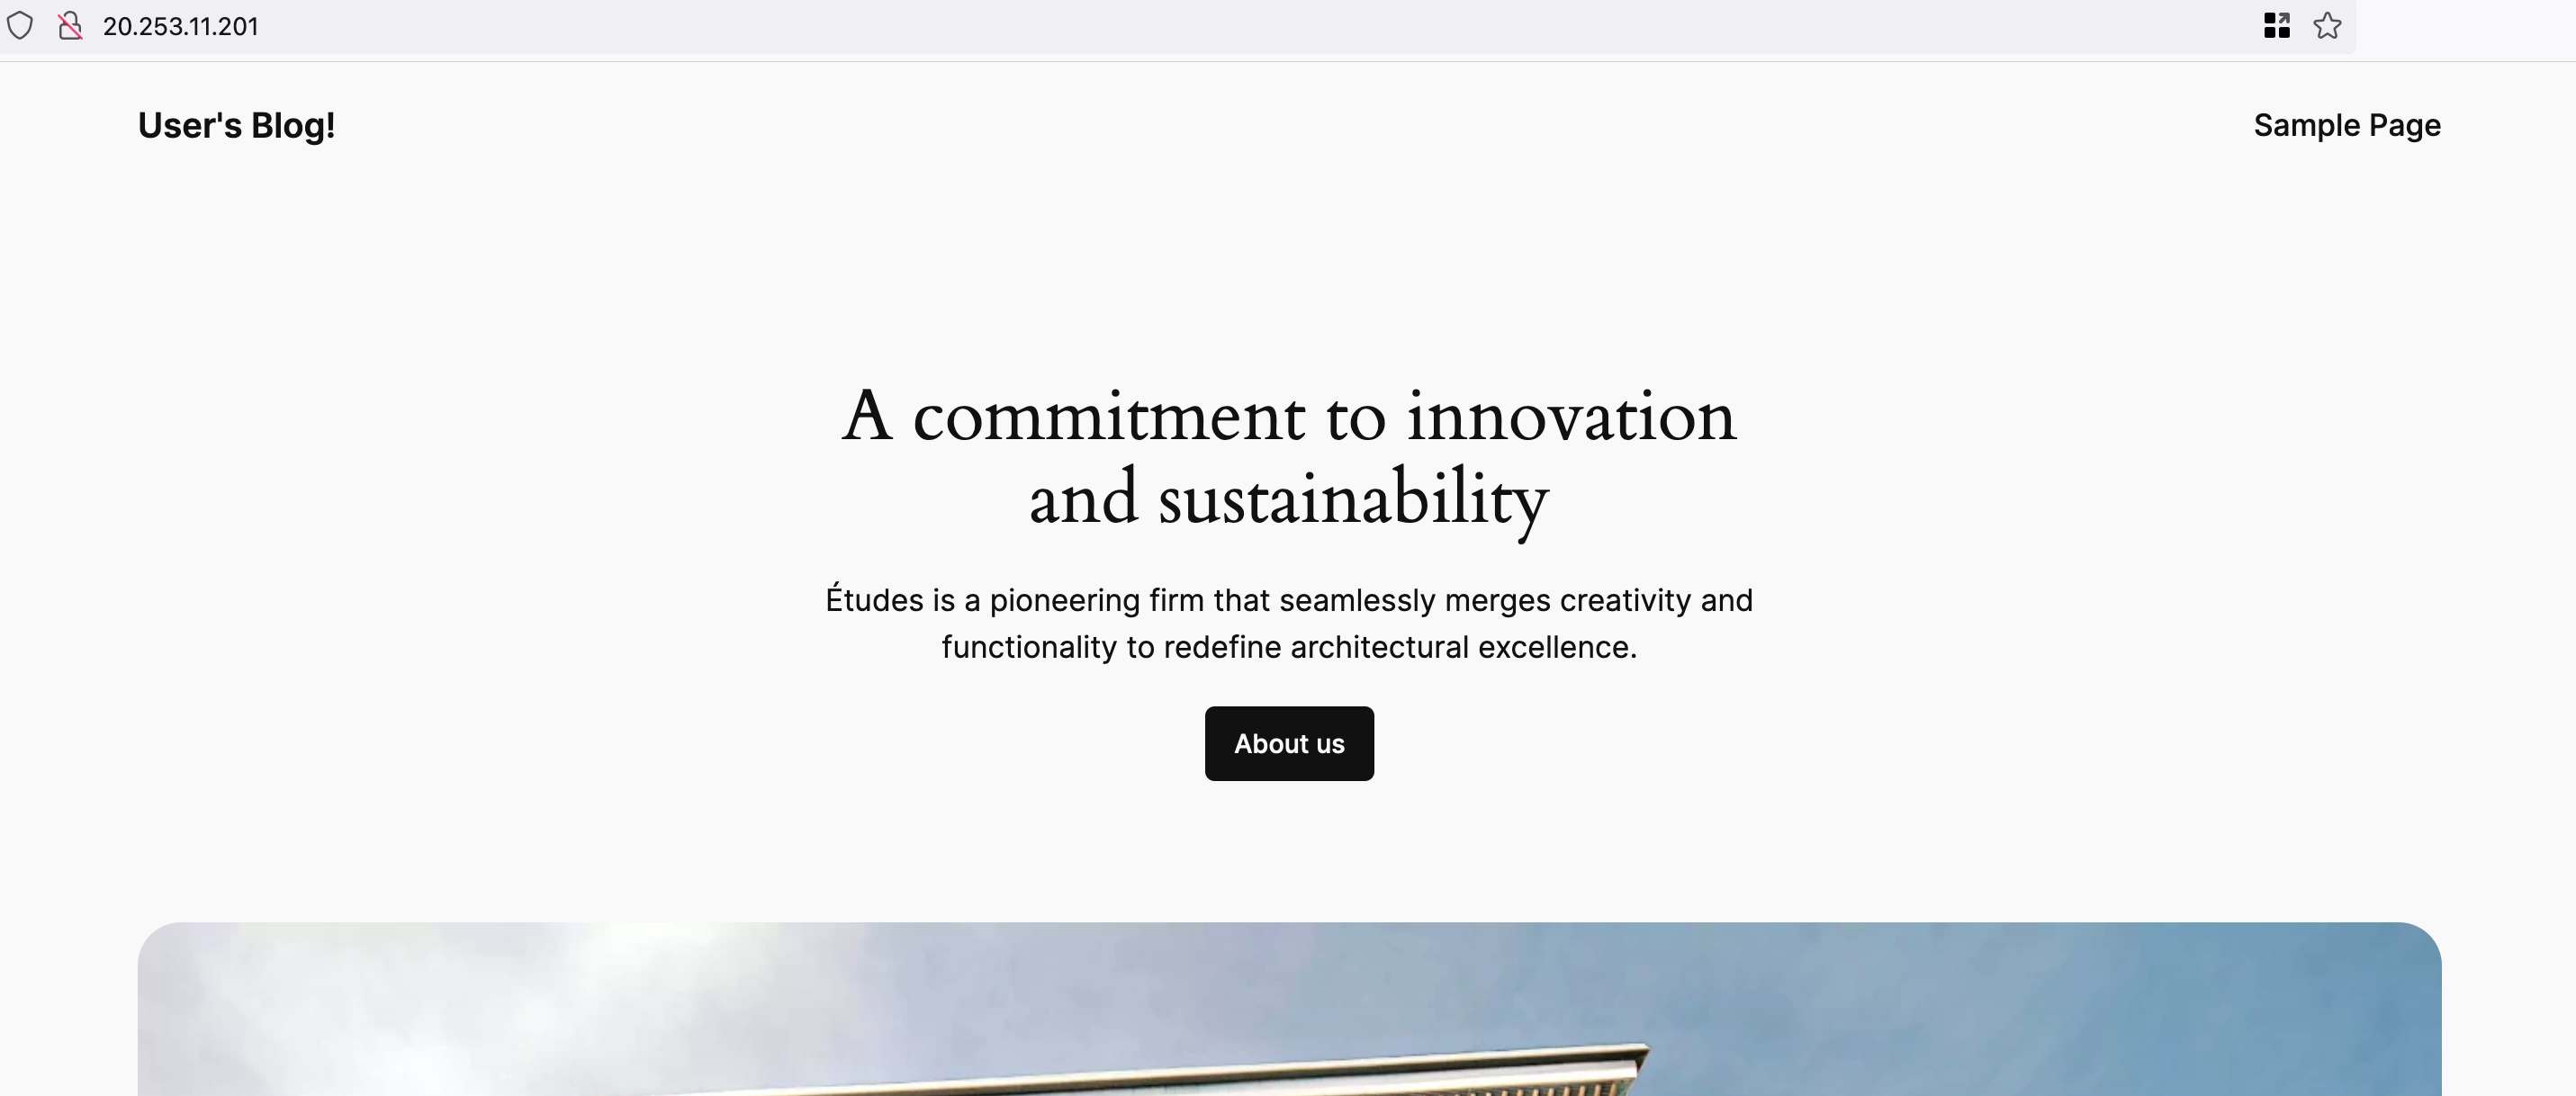 20.253.11.201
User's Blog!
Sample Page
A commitment to innovation
and sustainability
Études is a pioneering firm that seamlessly merges creativity and
functionality to redefine architectural excellence.
About us